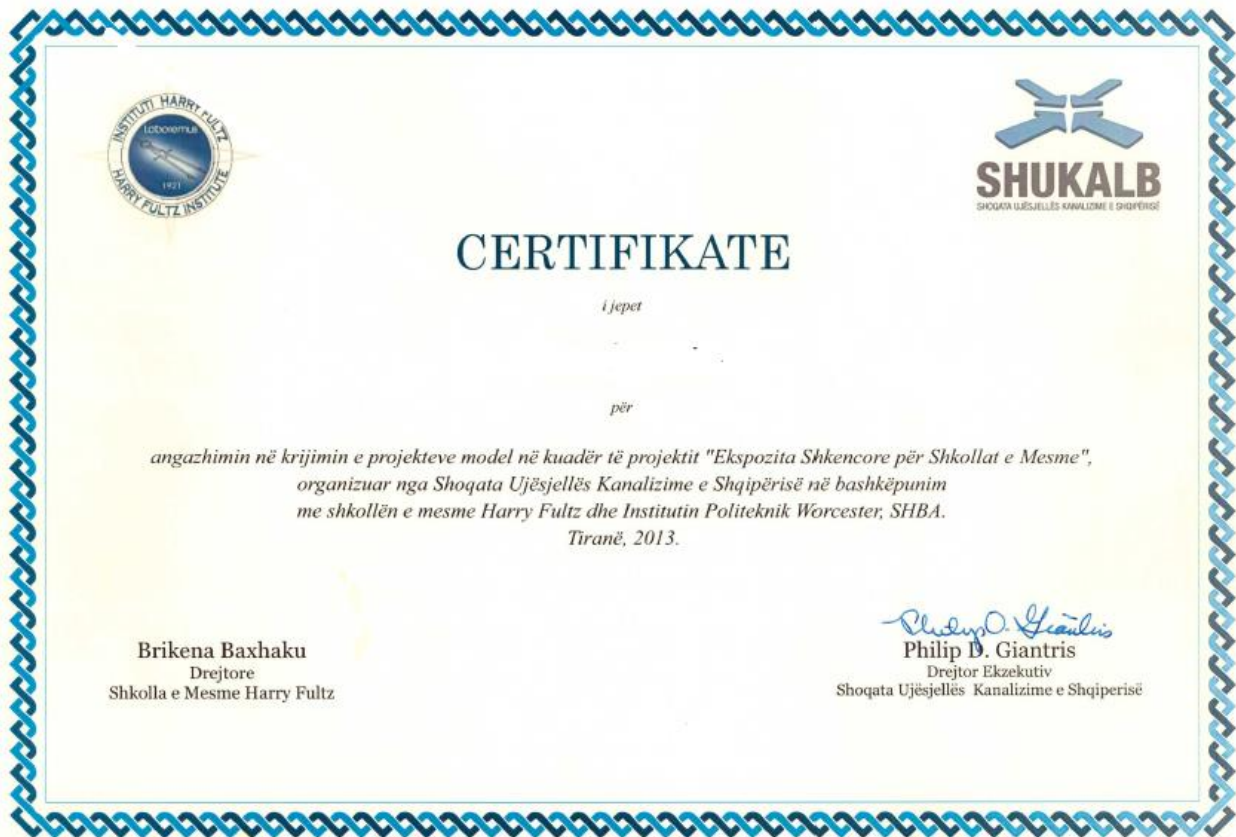 INSTITUTI HARRY FULTZ
Laboremus
1921
HARRY FULTZ INSTITUTE
SHUKALB
SHOQATA UJËSJELLËS KANALIZIME E SHQIPËRISË
CERTIFIKATE
i jepet
për
angazhimin në krijimin e projekteve model në kuadër të projektit "Ekspozita Shkencore për Shkollat e Mesme",
organizuar nga Shoqata Ujësjellës Kanalizime e Shqipërisë në bashkëpunim
me shkollën e mesme Harry Fultz dhe Institutin Politeknik Worcester, SHBA.
Tiranë, 2013.
Brikena Baxhaku
Drejtore
Shkolla e Mesme Harry Fultz
Philip D. Giantris
Philip D. Giantris
Drejtor Ekzekutiv
Shoqata Ujësjellës Kanalizime e Shqiperisë